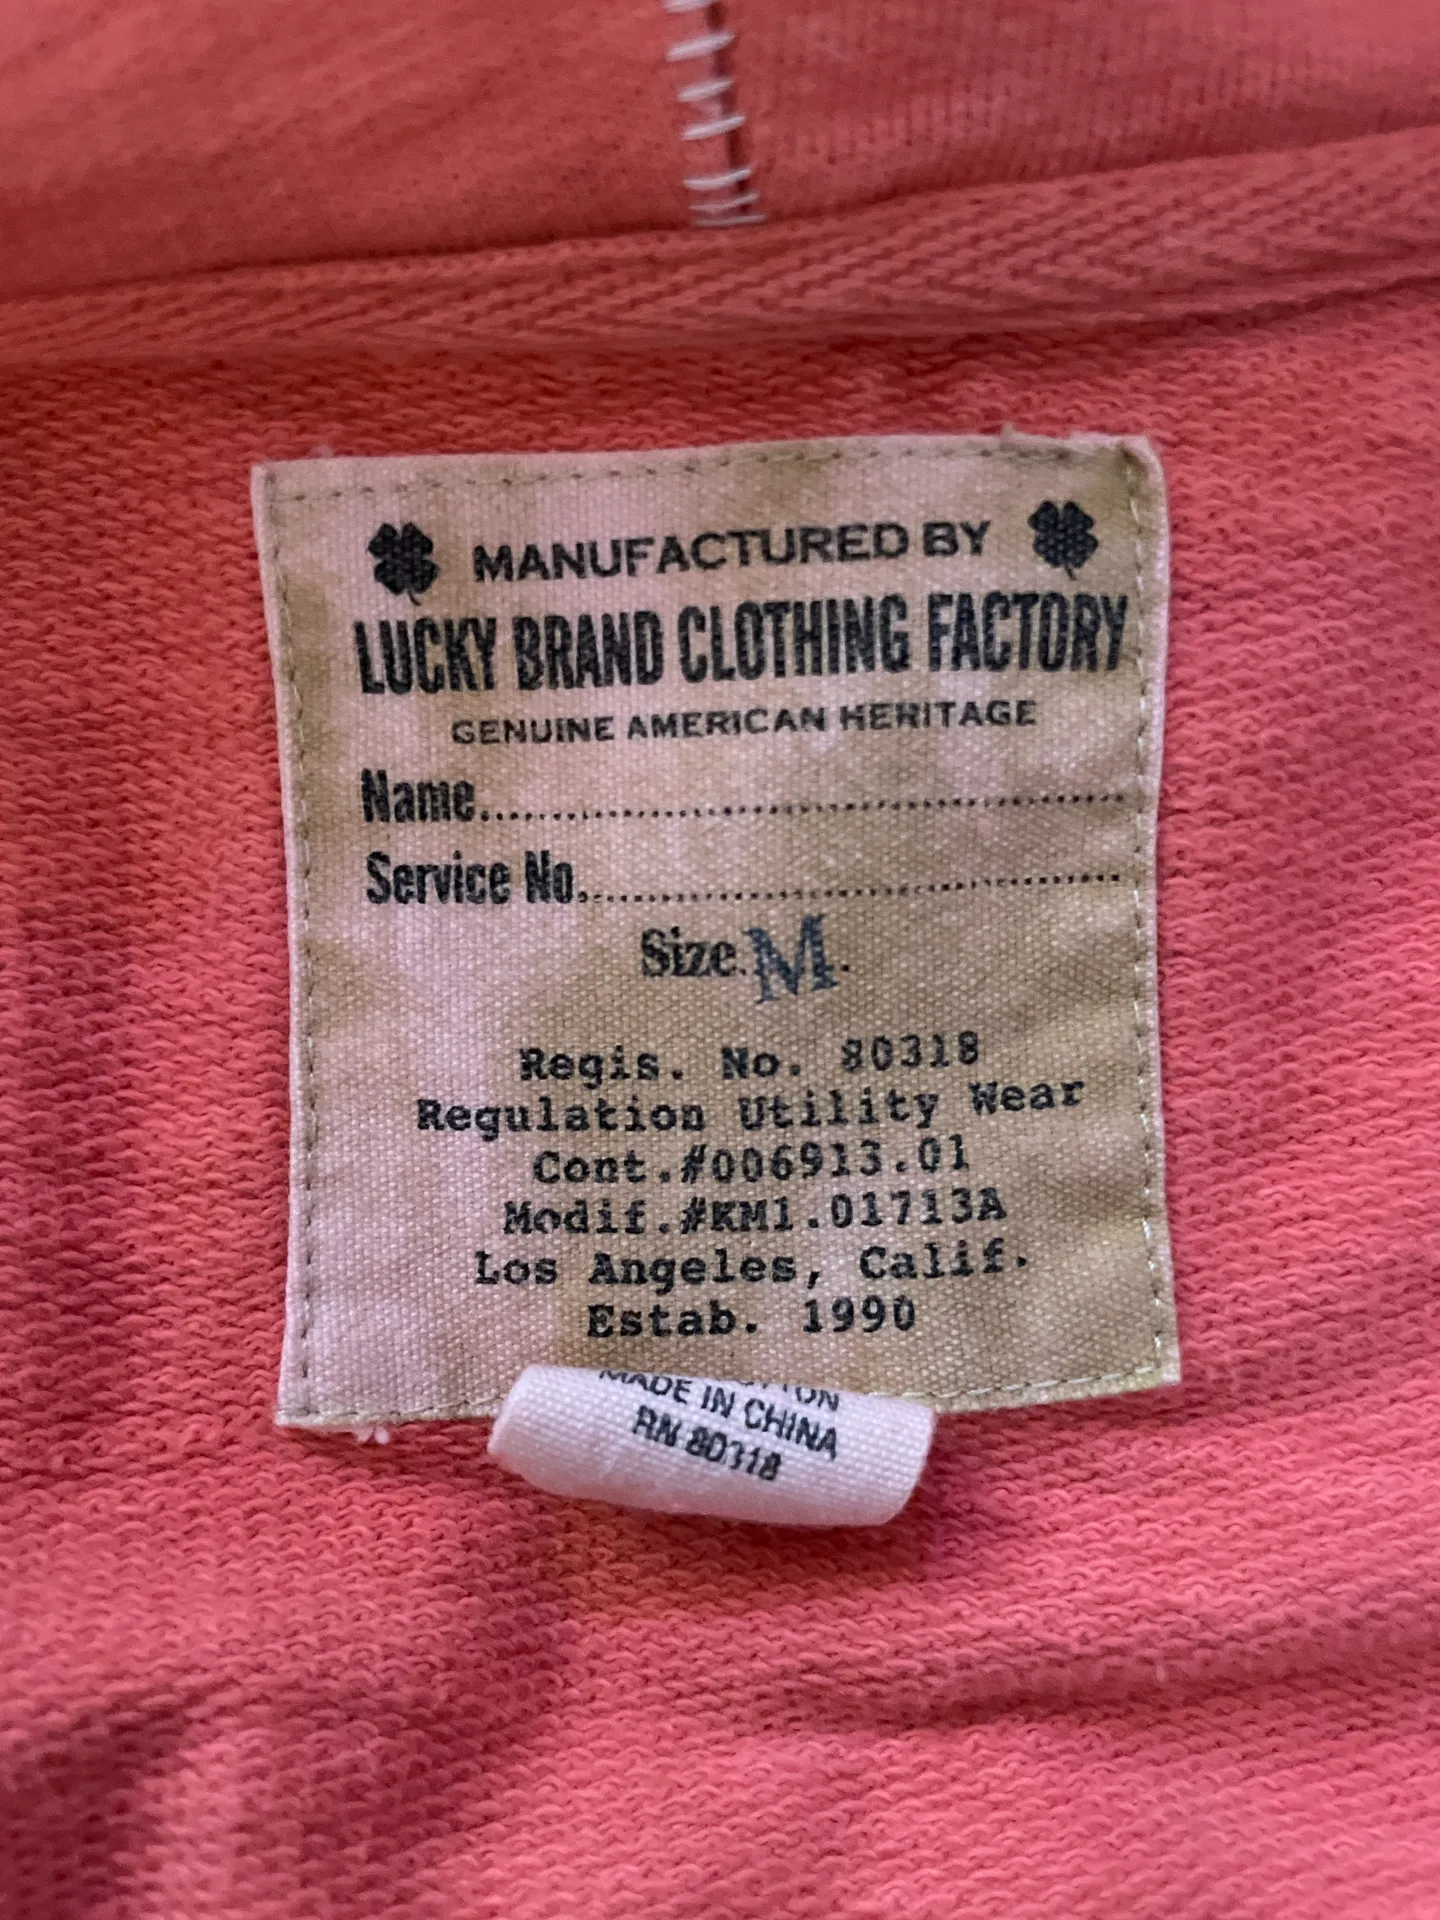 MANUFACTURED BY
LUCKY BRAND CLOTHING FACTORY
GENUINE AMERICAN HERITAGE
Name..........
Service No...........
Size.M.
Regis. No. 80318
Regulation Utility Wear
Cont.#006913.01
Modif.#KM1.01713A
Los Angeles, Calif.
Estab. 1990
MADE IN CHINA
RN 80318